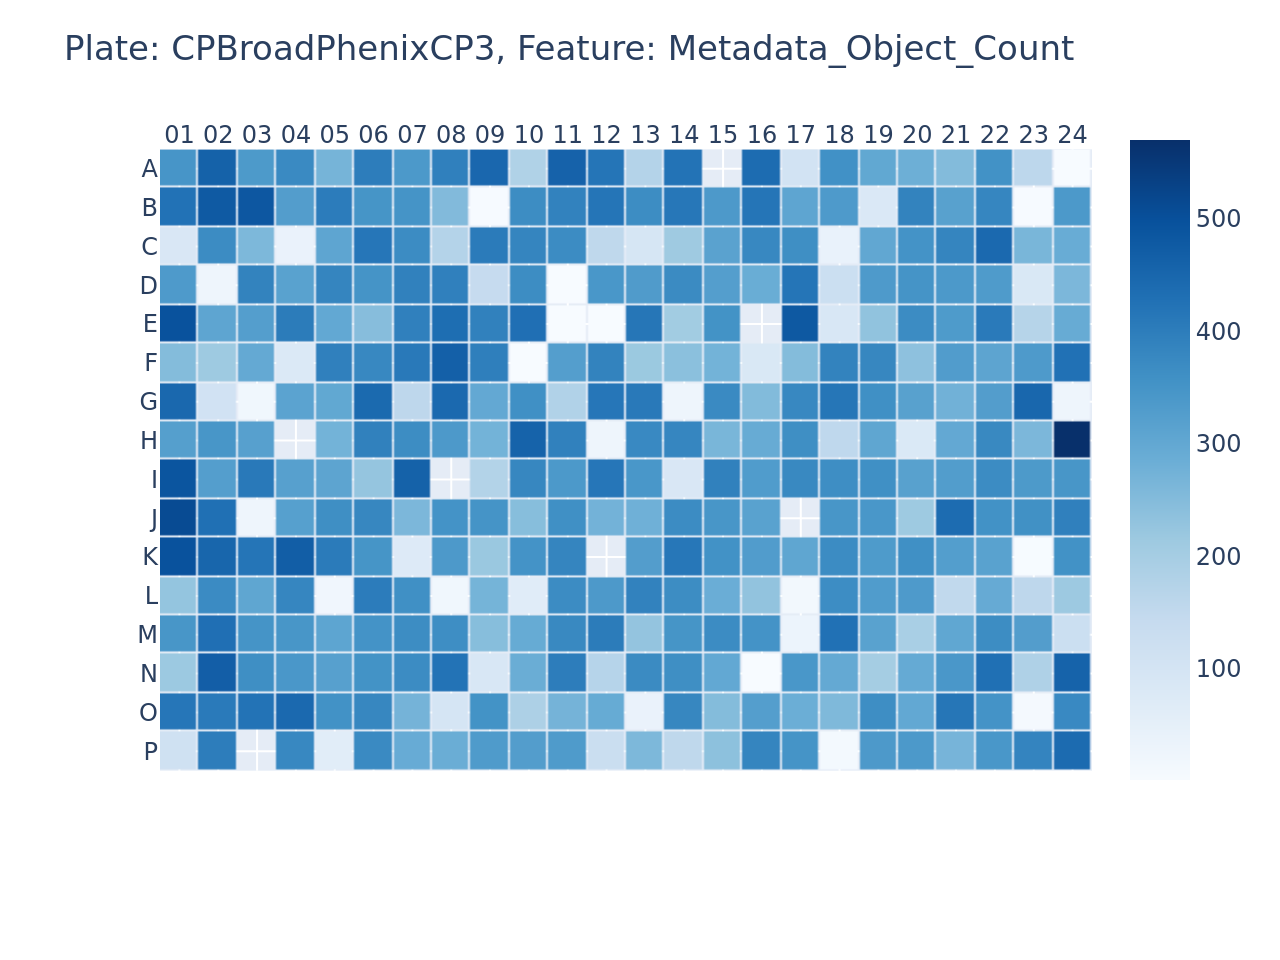 Plate: CPBroadPhenixCP3, Feature: Metadata_Object_Count
01 02 03 04 05 06 07 08 09 10 11 12 13 14 15 16 17 18 19 20 21 22 23 24
A
B
C
D
E
F
G
H
I
J
K
L
M
N
O
P
500
400
300
200
100